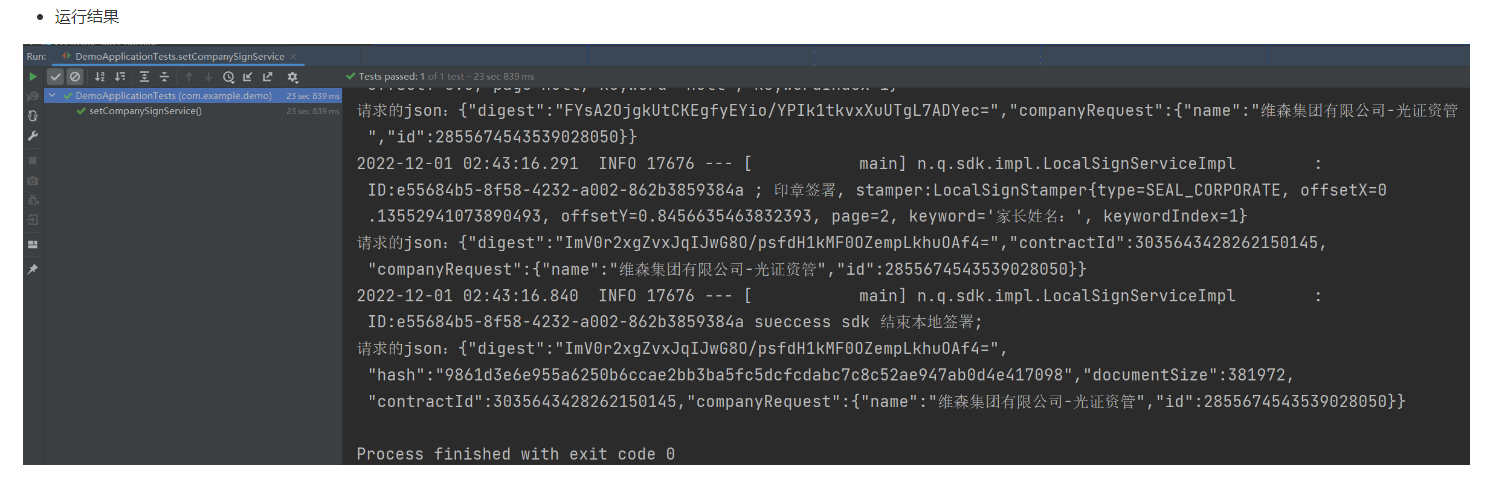 运行结果
Run: DemoApplicationTests.setCompanySignService
Tests passed: 1 of 1 test – 23 sec 839 ms
DemoApplicationTests (com.example.demo) 23 sec 839 ms
setCompanySignService() 23 sec 839 ms
请求的json：{"digest":"FYsA2OjgkUtCKEgfyEYio/YPIk1tkvxXuUTgL7ADYec=","companyRequest":{"name":"维森集团有限公司-光证资管
","id":2855674543539028050}}
2022-12-01 02:43:16.291  INFO 17676 --- [           main] n.q.sdk.impl.LocalSignServiceImpl        :
ID:e55684b5-8f58-4232-a002-862b3859384a ; 印章签署, stamper:LocalSignStamper{type=SEAL_CORPORATE, offsetX=0
.13552941073890493, offsetY=0.8456635463832393, page=2, keyword='家长姓名：', keywordIndex=1}
请求的json：{"digest":"ImV0r2xgZvxJqIJwG8O/psfdH1kMF0OZempLkhuOAf4=","contractId":3035643428262150145,
"companyRequest":{"name":"维森集团有限公司-光证资管","id":2855674543539028050}}
2022-12-01 02:43:16.840  INFO 17676 --- [           main] n.q.sdk.impl.LocalSignServiceImpl        :
ID:e55684b5-8f58-4232-a002-862b3859384a sueccess sdk 结束本地签署;
请求的json：{"digest":"ImV0r2xgZvxJqIJwG8O/psfdH1kMF0OZempLkhuOAf4=",
"hash":"9861d3e6e955a6250b6ccae2bb3ba5fc5dcfcdabc7c8c52ae947ab0d4e417098","documentSize":381972,
"contractId":3035643428262150145,"companyRequest":{"name":"维森集团有限公司-光证资管","id":2855674543539028050}}
Process finished with exit code 0